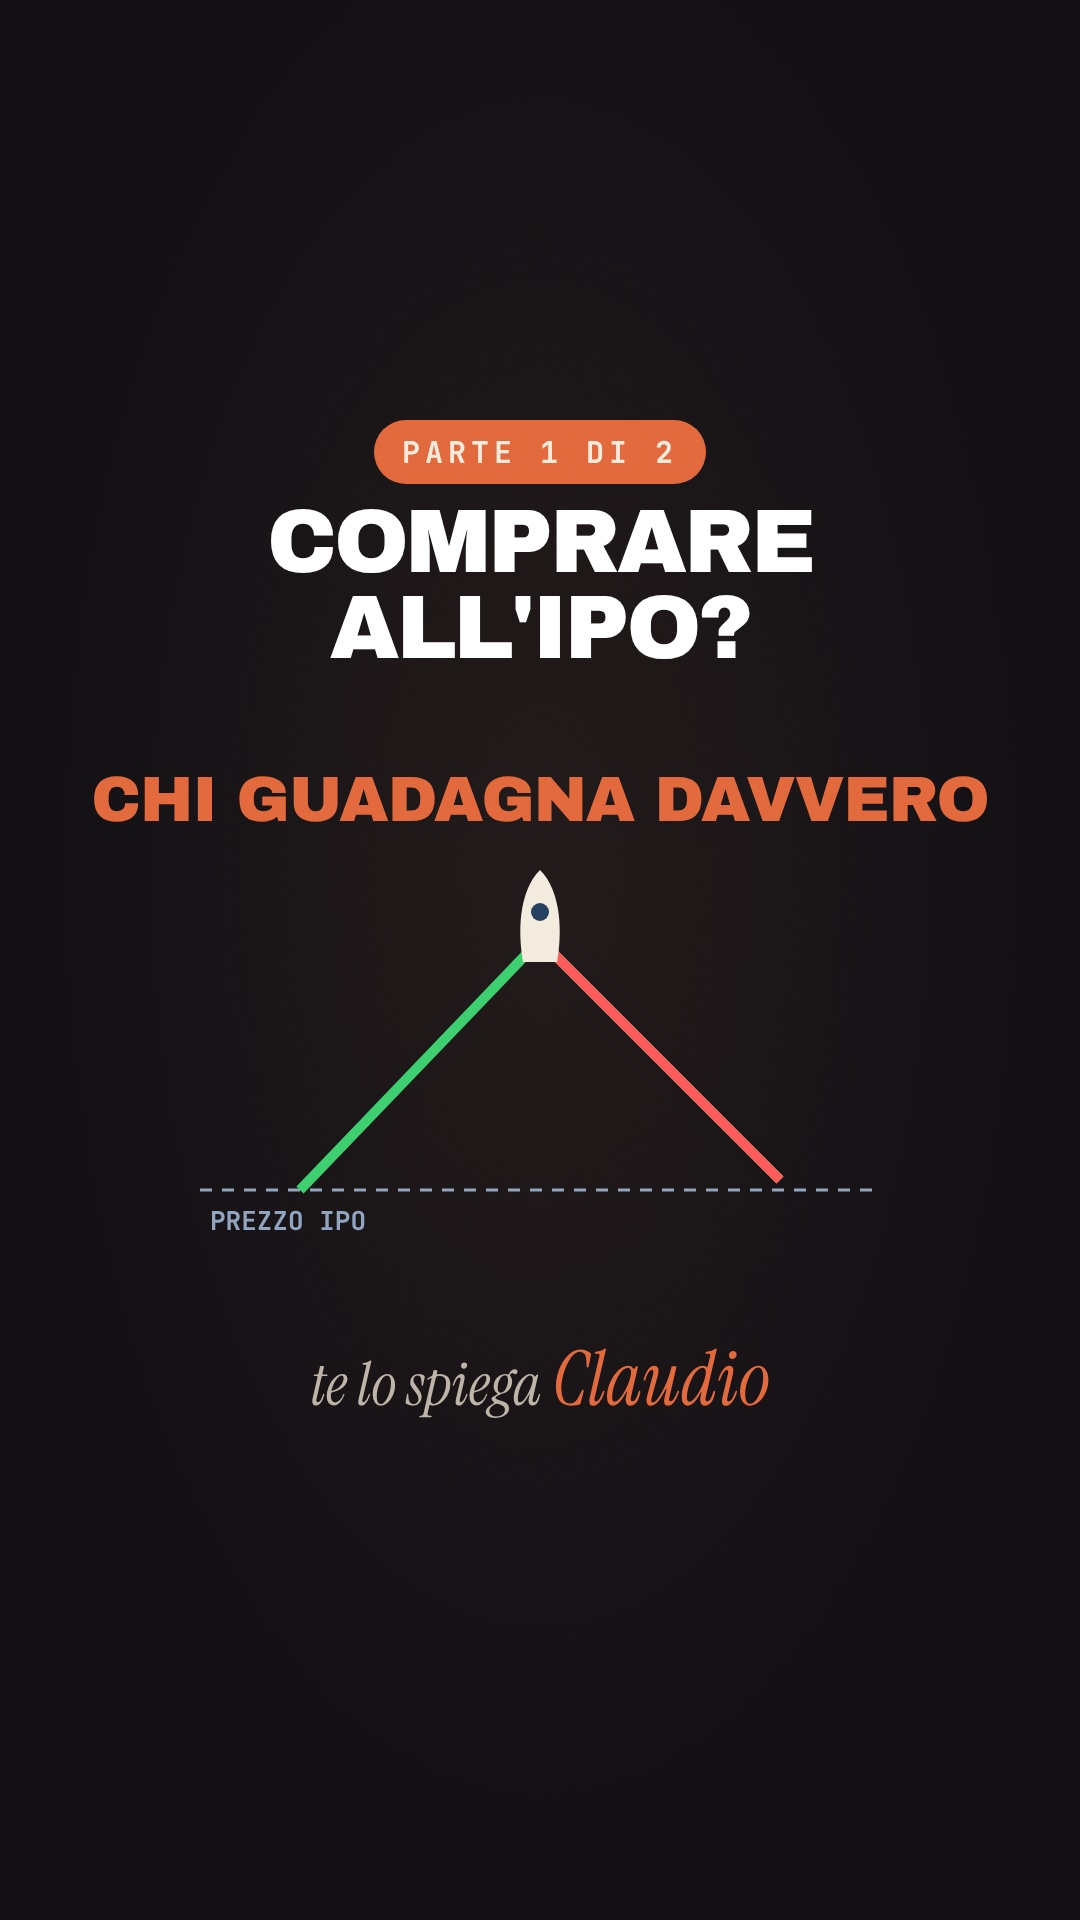 PARTE 1 DI 2
COMPRARE
ALL'IPO?
CHI GUADAGNA DAVVERO
PREZZO IPO
te lo spiega Claudio